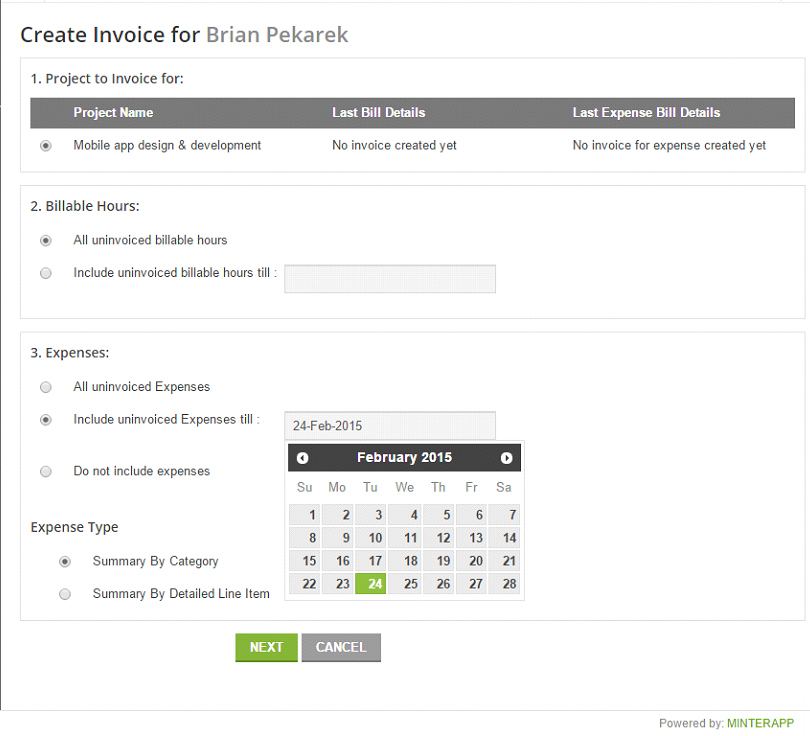 Create Invoice for Brian Pekarek
1. Project to Invoice for:
Project Name Last Bill Details Last Expense Bill Details
Mobile app design & development No invoice created yet No invoice for expense created yet
2. Billable Hours:
All uninvoiced billable hours
Include uninvoiced billable hours till :
3. Expenses:
All uninvoiced Expenses
Include uninvoiced Expenses till : 24-Feb-2015
February 2015
Do not include expenses
Su Mo Tu We Th Fr Sa
1 2 3 4 5 6 7
8 9 10 11 12 13 14
15 16 17 18 19 20 21
22 23 24 25 26 27 28
Expense Type
Summary By Category
Summary By Detailed Line Item
NEXT CANCEL
Powered by: MINTERAPP